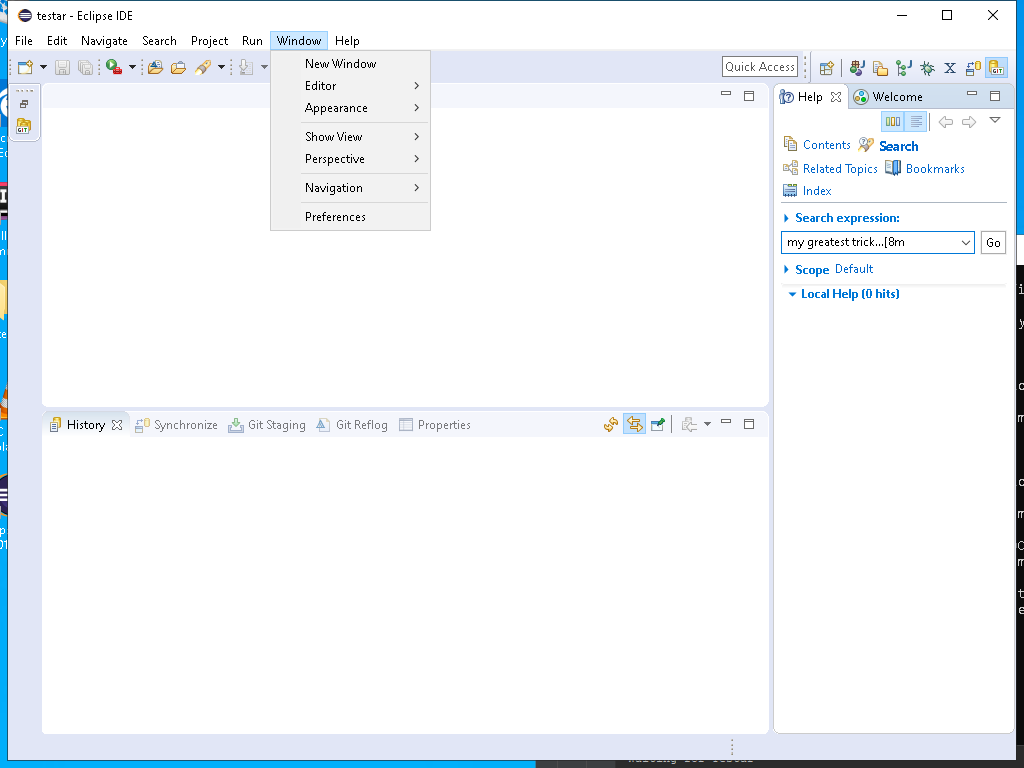 testar - Eclipse IDE
File Edit Navigate Search Project Run Window Help
New Window
Editor
Appearance
Show View
Perspective
Navigation
Preferences
Quick Access
GIT
GIT
Help Welcome
Contents Search
Related Topics Bookmarks
Index
Search expression:
my greatest trick...[8m Go
Scope Default
Local Help (0 hits)
History Synchronize Git Staging Git Reflog Properties